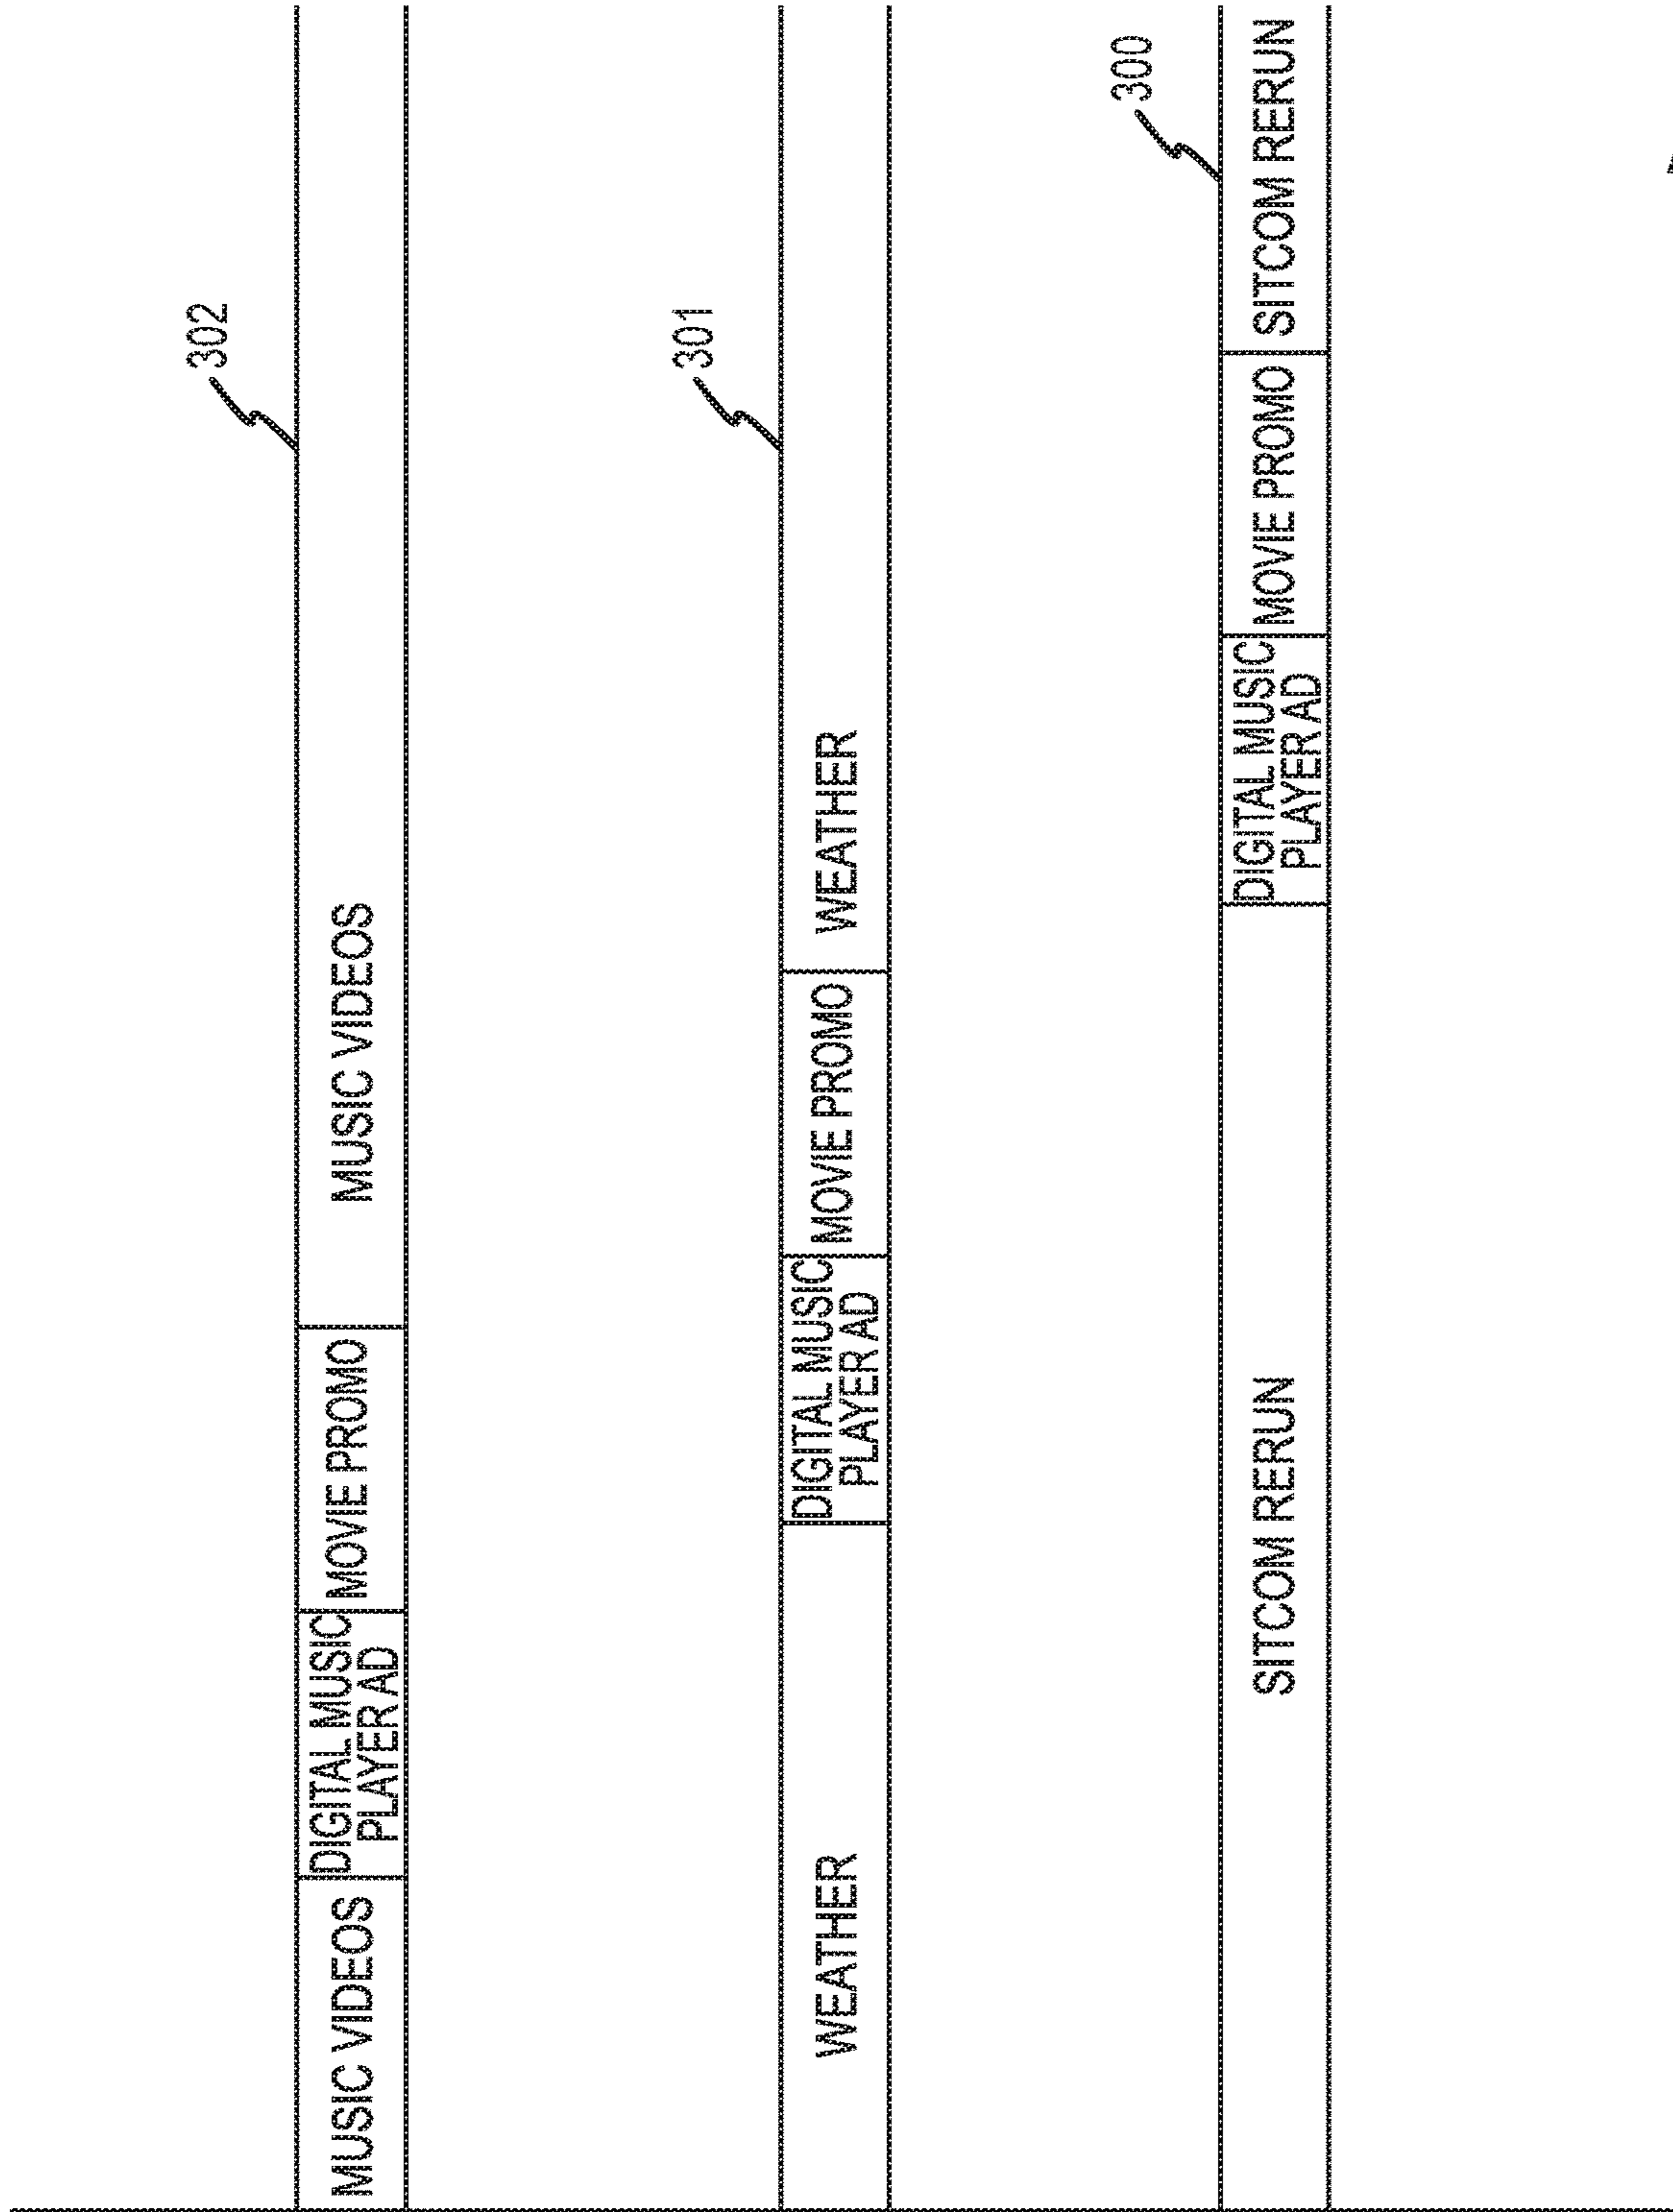 302
MUSIC VIDEOS
DIGITAL MUSIC
PLAYER AD
MOVIE PROMO
MUSIC VIDEOS
301
WEATHER
DIGITAL MUSIC
PLAYER AD
MOVIE PROMO
WEATHER
300
SITCOM RERUN
DIGITAL MUSIC
PLAYER AD
MOVIE PROMO
SITCOM RERUN